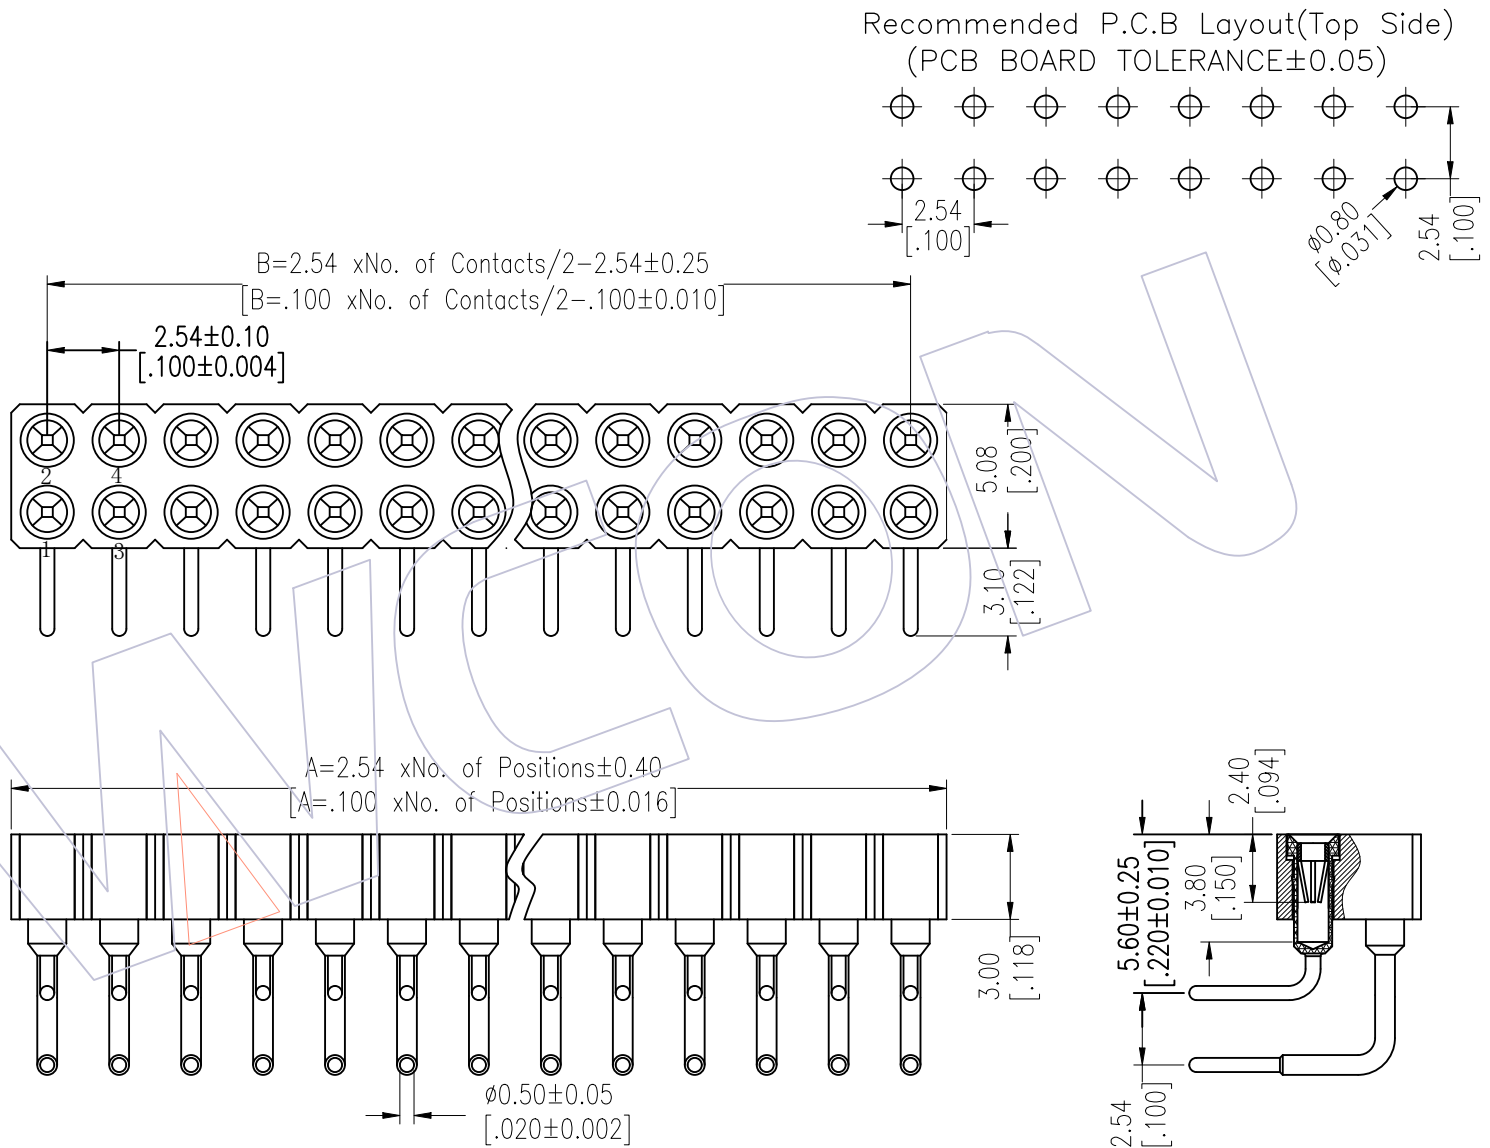 Recommended P.C.B Layout(Top Side)
(PCB BOARD TOLERANCE±0.05)
2.54
[.100]
ø0.80
[ø.031]
2.54
[.100]
B=2.54 xNo. of Contacts/2-2.54±0.25
[B=.100 xNo. of Contacts/2-.100±0.010]
2.54±0.10
[.100±0.004]
2
4
1
3
5.08
[.200]
3.10
[.122]
WCON
A=2.54 xNo. of Positions±0.40
[A=.100 xNo. of Positions±0.016]
3.00
[.118]
ø0.50±0.05
[.020±0.002]
2.40
[.094]
3.80
[.150]
5.60±0.25
[.220±0.010]
2.54
[.100]